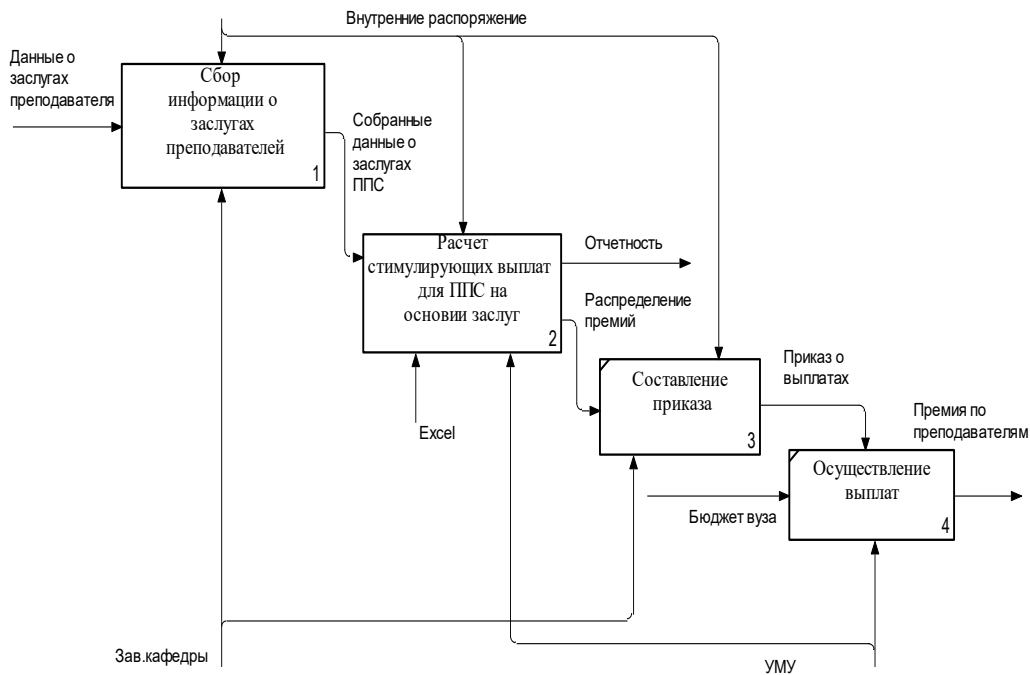 Внутренние распоряжение
Данные о
заслугах
преподавателя
Сбор
информации о
заслугах
преподавателей
1
Собранные
данные о
заслугах
ППС
Расчет
стимулирующих выплат
для ППС на
основии заслуг
2
Отчетность
Распределение
премий
Excel
Составление
приказа
3
Приказ о
выплатах
Премия по
преподавателям
Осуществление
выплат
4
Бюджет вуза
Зав.кафедры
УМУ